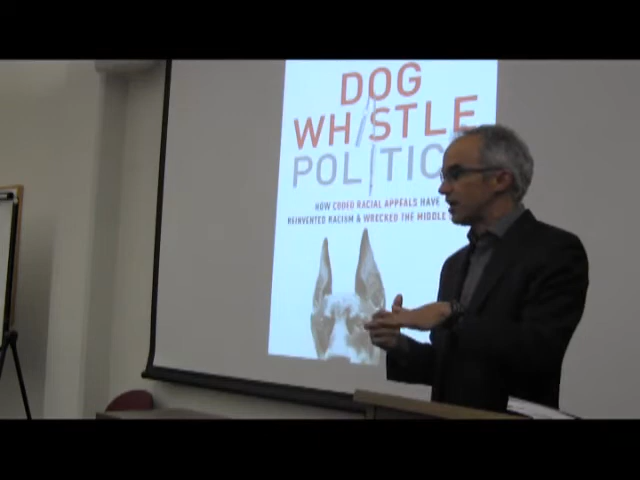 DOG
WHISTLE
POLITIC
HOW CODED RACIAL APPEALS HAVE
REINVENTED RACISM & WRECKED THE MIDDLE